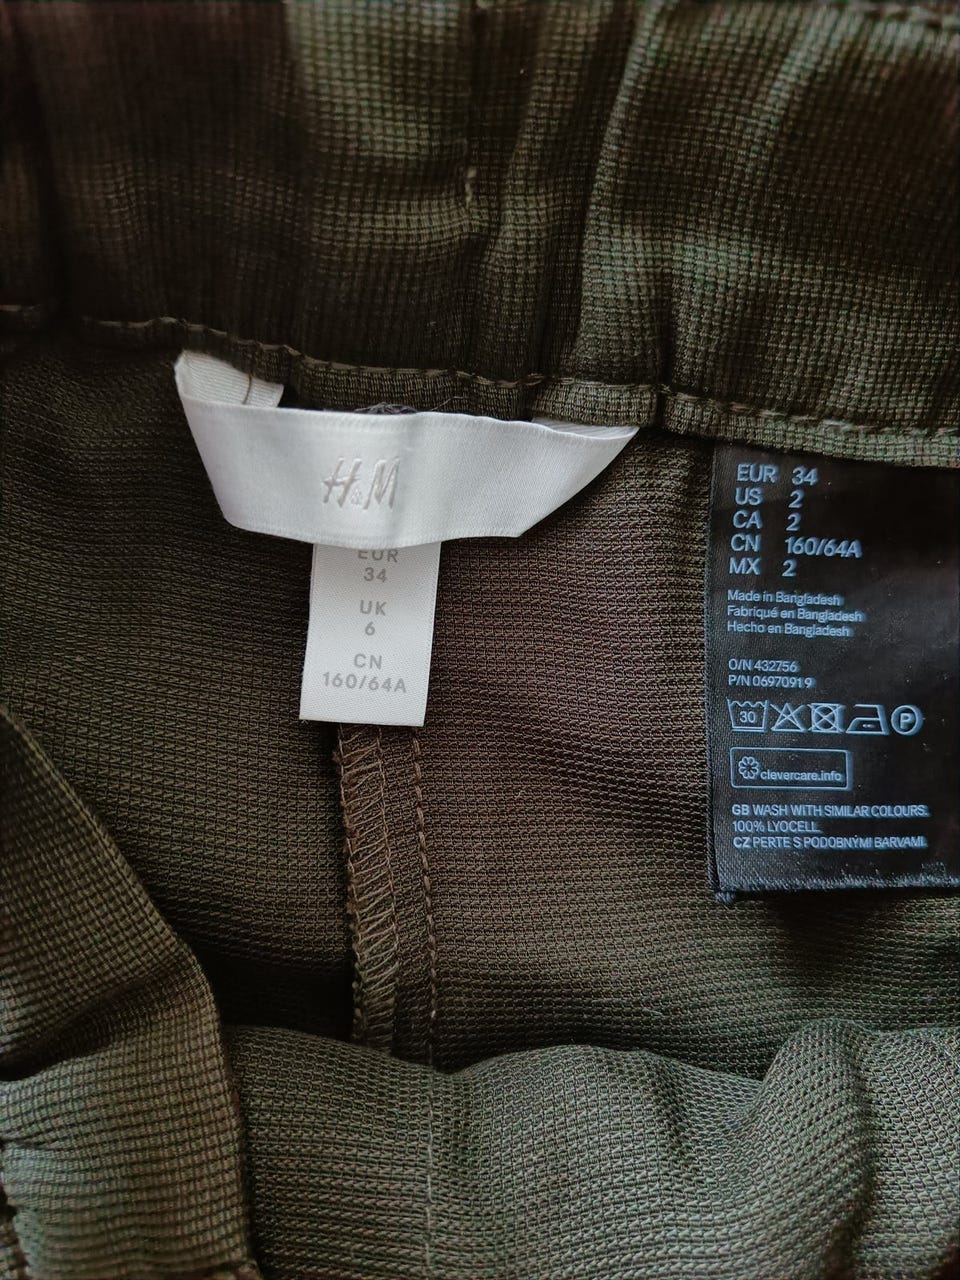 H&M
EUR
34
UK
6
CN
160/64A
EUR 34
US 2
CA 2
CN 160/64A
MX 2
Made in Bangladesh
Fabriqué en Bangladesh
Hecho en Bangladesh
O/N 432756
P/N 06970919
30 P
clevercare.info
GB WASH WITH SIMILAR COLOURS.
100% LYOCELL
CZ PERTE S PODOBNÝMI BARVAMI.